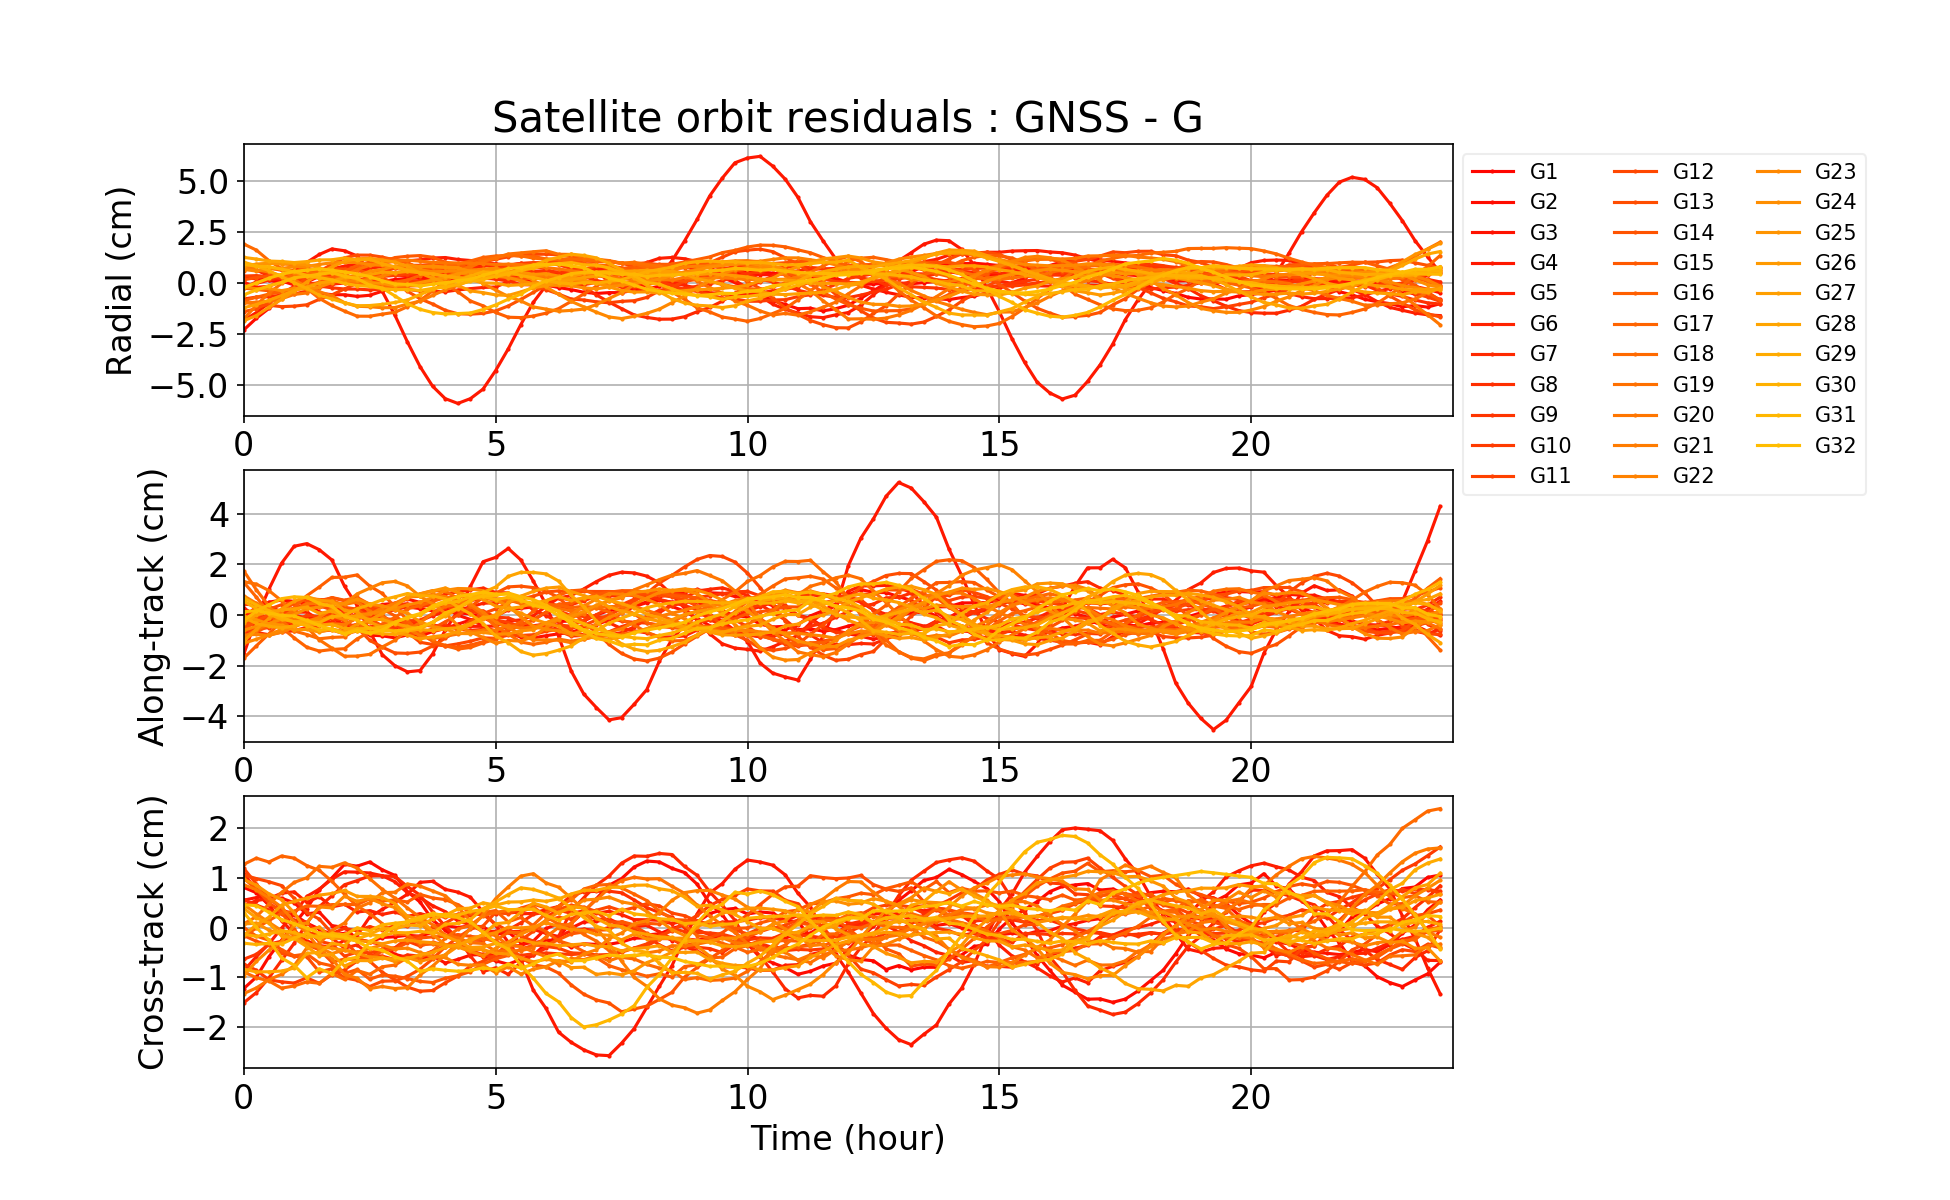 Satellite orbit residuals : GNSS - G
Radial (cm)
5.0
2.5
0.0
−2.5
−5.0
0 5 10 15 20
Along-track (cm)
4
2
0
−2
−4
0 5 10 15 20
Cross-track (cm)
2
1
0
−1
−2
0 5 10 15 20
Time (hour)
G1 G12 G23
G2 G13 G24
G3 G14 G25
G4 G15 G26
G5 G16 G27
G6 G17 G28
G7 G18 G29
G8 G19 G30
G9 G20 G31
G10 G21 G32
G11 G22